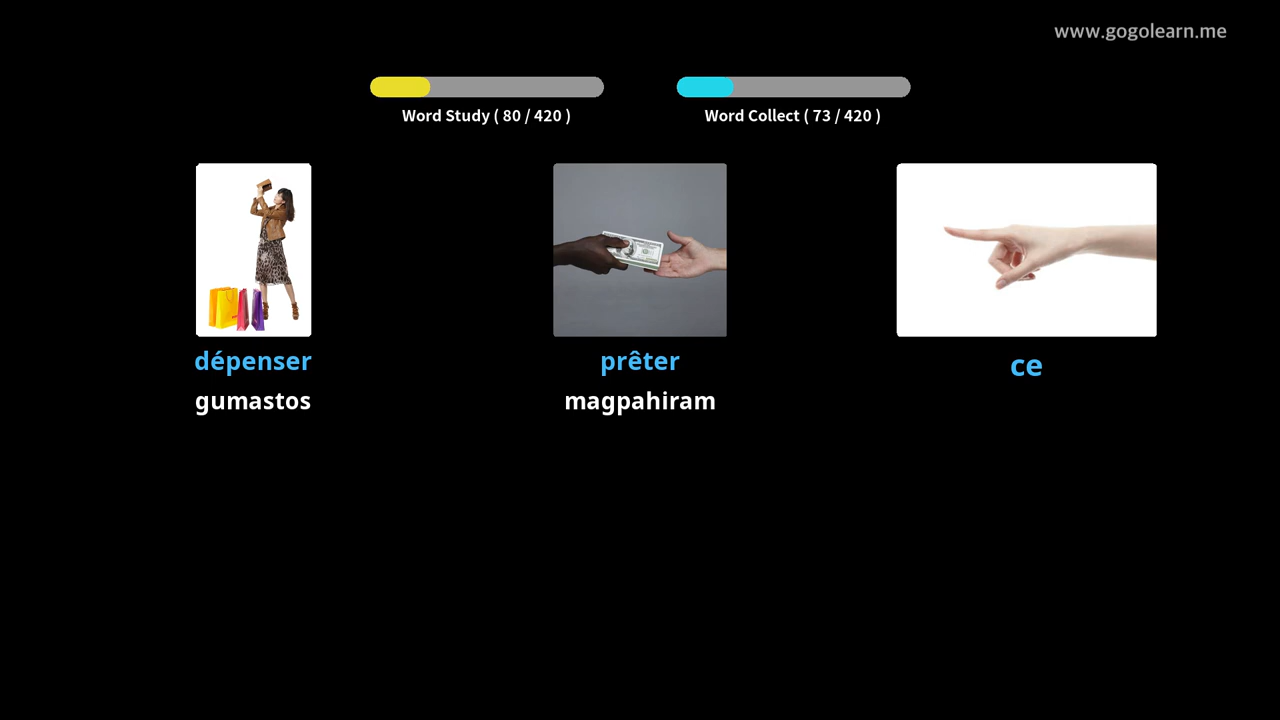 www.gogolearn.me
Word Study ( 80 / 420 )
Word Collect ( 73 / 420 )
dépenser
gumastos
prêter
magpahiram
ce